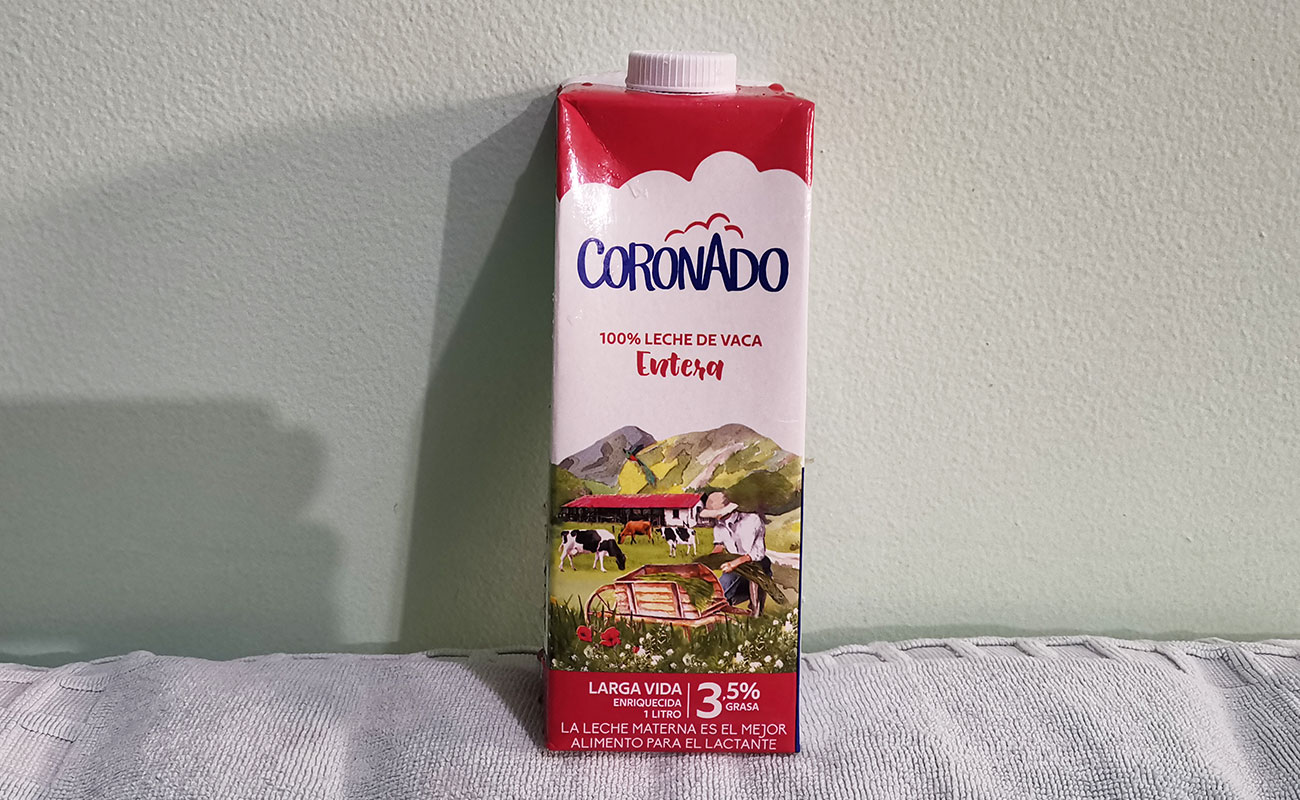 CORONADO
100% LECHE DE VACA
Entera
LARGA VIDA
ENRIQUECIDA
1 LITRO
3,5%
GRASA
LA LECHE MATERNA ES EL MEJOR
ALIMENTO PARA EL LACTANTE